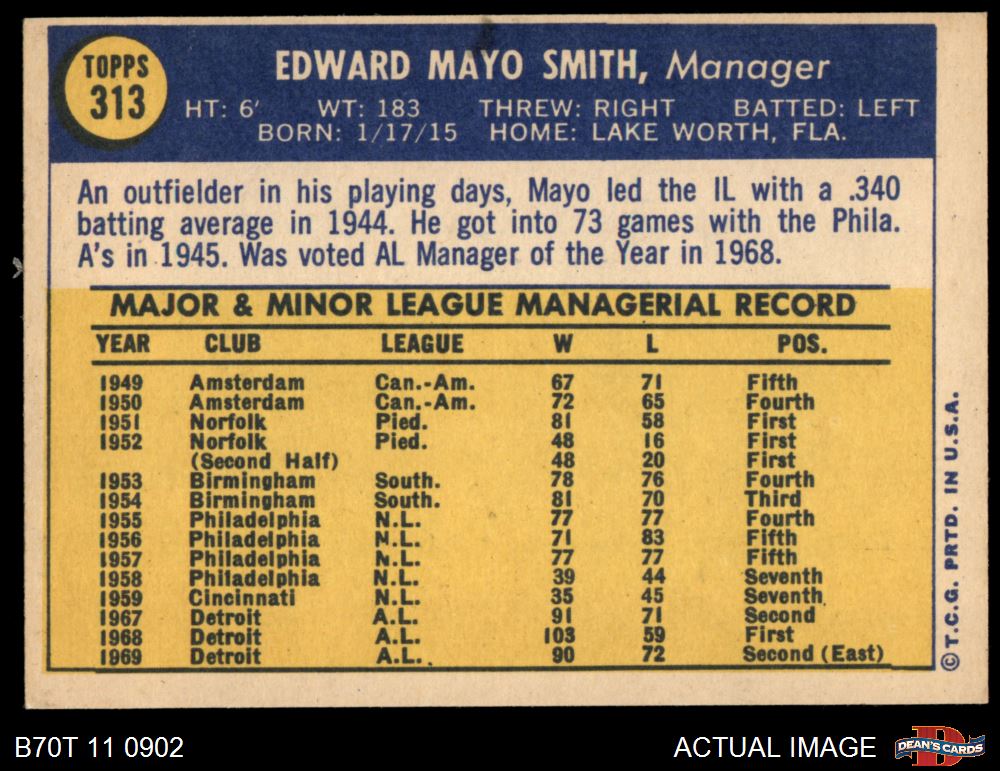 TOPPS
313
EDWARD MAYO SMITH, Manager
HT: 6' WT: 183 THREW: RIGHT BATTED: LEFT
BORN: 1/17/15 HOME: LAKE WORTH, FLA.
An outfielder in his playing days, Mayo led the IL with a .340
batting average in 1944. He got into 73 games with the Phila.
A's in 1945. Was voted AL Manager of the Year in 1968.
MAJOR & MINOR LEAGUE MANAGERIAL RECORD
YEAR CLUB LEAGUE W L POS.
1949 Amsterdam Can.-Am. 67 71 Fifth
1950 Amsterdam Can.-Am. 72 65 Fourth
1951 Norfolk Pied. 81 58 First
1952 Norfolk Pied. 48 16 First
(Second Half) 48 20 First
1953 Birmingham South. 78 76 Fourth
1954 Birmingham South. 81 70 Third
1955 Philadelphia N.L. 77 77 Fourth
1956 Philadelphia N.L. 71 83 Fifth
1957 Philadelphia N.L. 77 77 Fifth
1958 Philadelphia N.L. 39 44 Seventh
1959 Cincinnati N.L. 35 45 Seventh
1967 Detroit A.L. 91 71 Second
1968 Detroit A.L. 103 59 First
1969 Detroit A.L. 90 72 Second (East)
© T.C.G. PRTD. IN U.S.A.
B70T 11 0902
ACTUAL IMAGE
D
DEAN'S CARDS